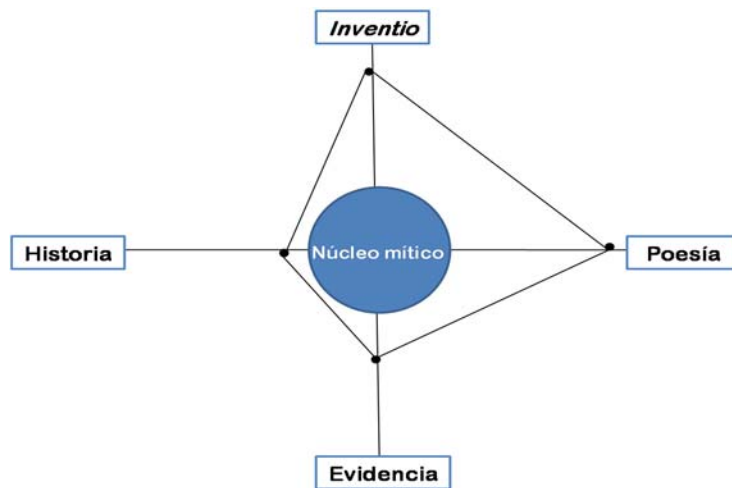 Inventio
Historia
Núcleo mítico
Poesía
Evidencia